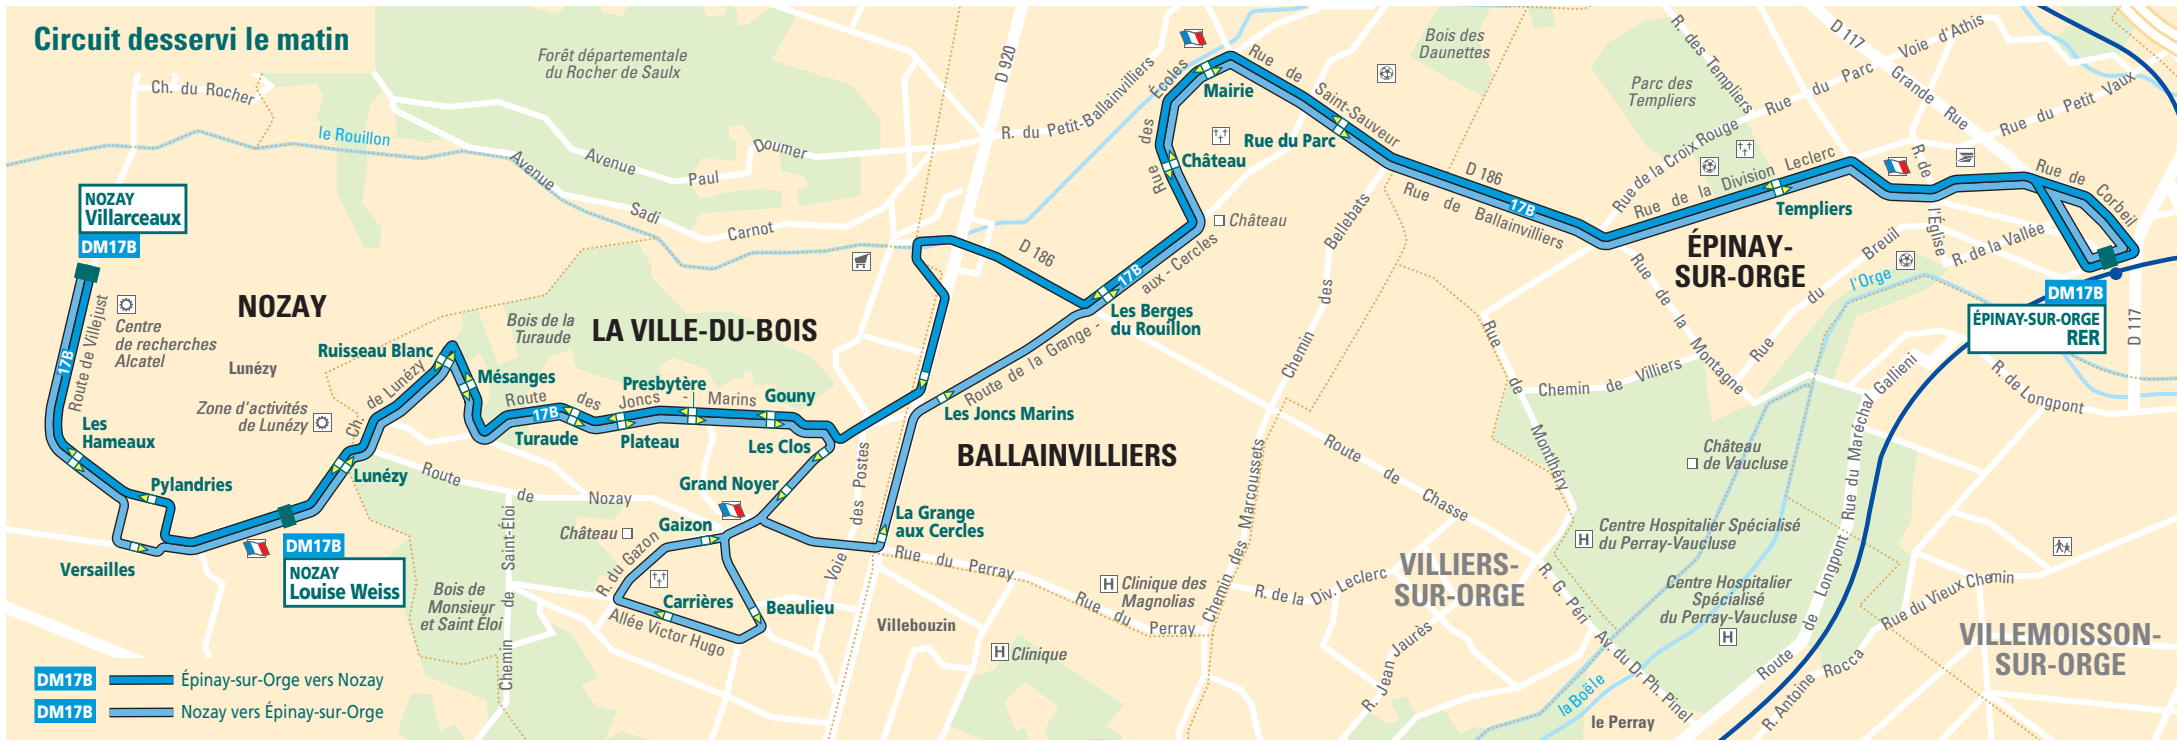 Circuit desservi le matin
Ch. du Rocher
le Rouillon
Forêt départementale
du Rocher de Saulx
Avenue
Paul
Doumer
Avenue
Sadi
Carnot
D 920
R. du Petit-Ballainvilliers
Rue
des
Écoles
Mairie
Rue de Saint-Sauveur
Rue du Parc
Château
Château
Bois des
Daunettes
Parc des
Templiers
R. des Templiers
D 117
Voie d'Athis
Grande Rue
Rue du Parc
Rue du Petit Vaux
Rue de la Croix Rouge
Rue de la Division Leclerc
D 186
17B
Rue de Ballainvilliers
Templiers
R. de
l'Église
Rue de Corbeil
R. de la Vallée
Rue
du
Breuil
l'Orge
ÉPINAY-
SUR-ORGE
DM17B
ÉPINAY-SUR-ORGE
RER
D 117
R. de Longpont
NOZAY
Villarceaux
DM17B
17B
Route de Villejust
Centre
de recherches
Alcatel
NOZAY
Lunézy
Zone d'activités
de Lunézy
Les
Hameaux
Pylandries
Versailles
DM17B
NOZAY
Louise Weiss
Lunézy
Ch. de Lunézy
Ruisseau Blanc
Mésanges
Bois de la
Turaude
LA VILLE-DU-BOIS
Route
des
Joncs
-
Marins
17B
Turaude
Plateau
Presbytère
Gouny
Les Clos
Grand Noyer
Route
de
Nozay
Château
Gaizon
R. du Gazon
Carrières
Allée Victor Hugo
Beaulieu
Bois de
Monsieur
et Saint Éloi
Chemin de Saint-Éloi
Voie
des Postes
La Grange
aux Cercles
D 186
17B
Les Berges
du Rouillon
Route de la Grange -
aux - Cercles
Les Joncs Marins
BALLAINVILLIERS
Chemin
des
Bellebats
Rue du Perray
Rue du Perray
Villebouzin
Clinique
Clinique des
Magnolias
Chemin des Marcoussets
R. de la Div. Leclerc
Route
de
Chasse
VILLIERS-
SUR-ORGE
R. Jean Jaurès
Rue
de
Montlhéry
Chemin de Villiers
Rue
de
la
Montagne
R. G. Péri
Av. du Dr Ph. Pinel
la Boële
Château
de Vaucluse
Centre Hospitalier Spécialisé
du Perray-Vaucluse
Centre Hospitalier
Spécialisé
du Perray-Vaucluse
Rue du Maréchal Gallieni
Route
de
Longpont
le Perray
R. Antoine Rocca
Rue du Vieux Chemin
VILLEMOISSON-
SUR-ORGE
DM17B Épinay-sur-Orge vers Nozay
DM17B Nozay vers Épinay-sur-Orge
H
H
H
H